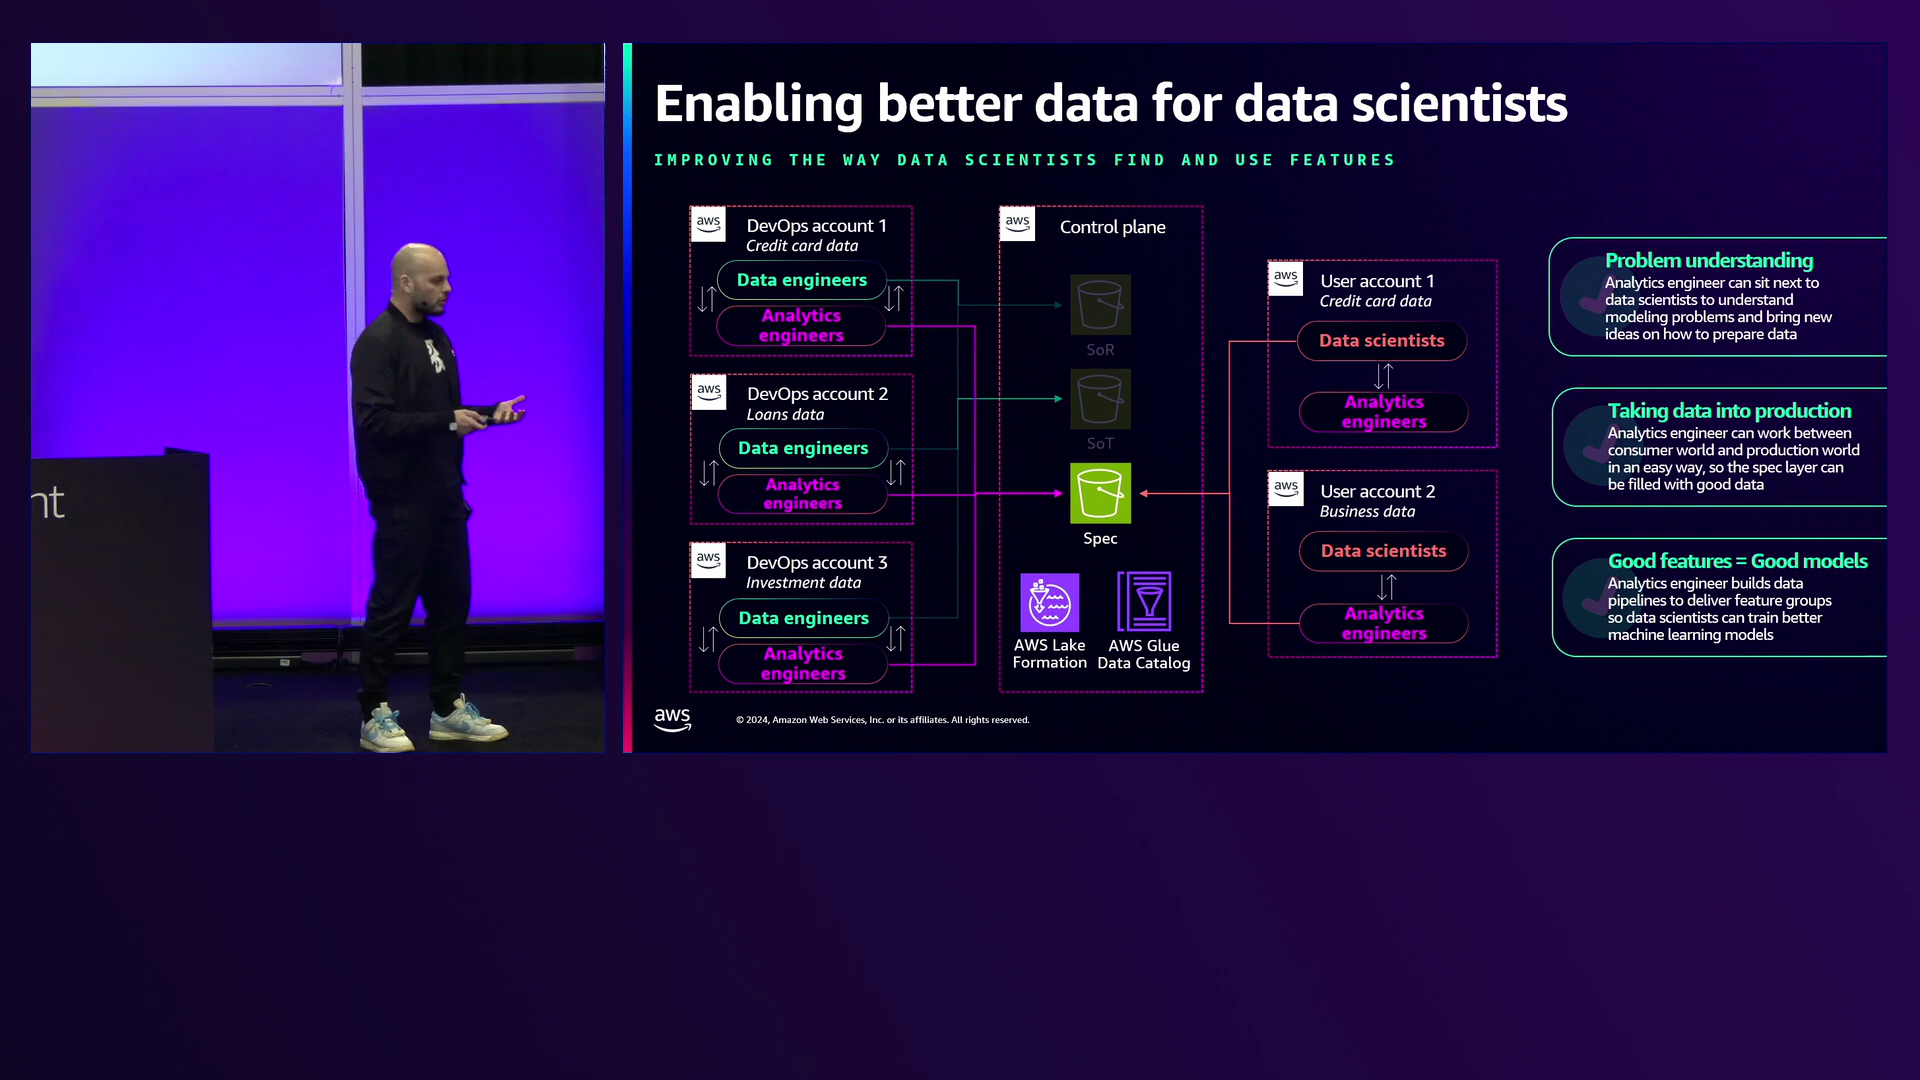 nt
Enabling better data for data scientists
IMPROVING THE WAY DATA SCIENTISTS FIND AND USE FEATURES
aws
DevOps account 1
Credit card data
Data engineers
Analytics
engineers
aws
DevOps account 2
Loans data
Data engineers
Analytics
engineers
aws
DevOps account 3
Investment data
Data engineers
Analytics
engineers
aws
Control plane
SoR
SoT
Spec
AWS Lake
Formation
AWS Glue
Data Catalog
aws
User account 1
Credit card data
Data scientists
Analytics
engineers
aws
User account 2
Business data
Data scientists
Analytics
engineers
Problem understanding
Analytics engineer can sit next to
data scientists to understand
modeling problems and bring new
ideas on how to prepare data
Taking data into production
Analytics engineer can work between
consumer world and production world
in an easy way, so the spec layer can
be filled with good data
Good features = Good models
Analytics engineer builds data
pipelines to deliver feature groups
so data scientists can train better
machine learning models
aws
© 2024, Amazon Web Services, Inc. or its affiliates. All rights reserved.